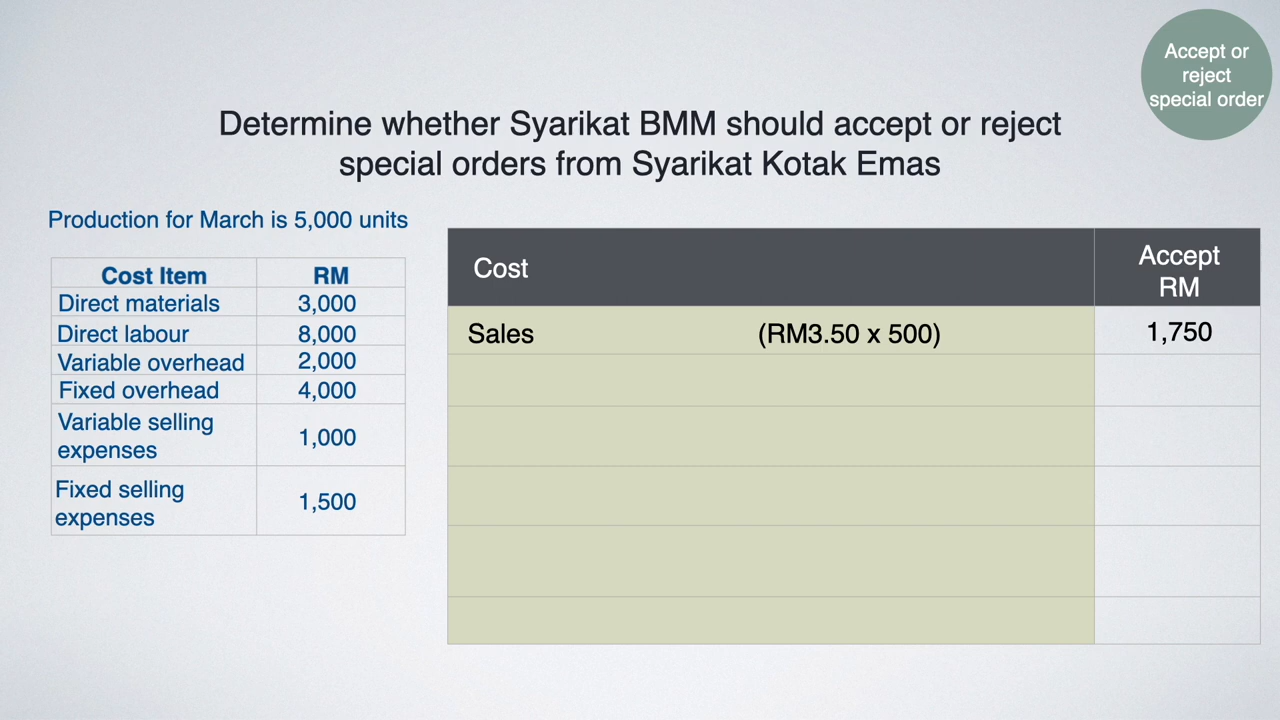 Accept or
reject
special order
Determine whether Syarikat BMM should accept or reject
special orders from Syarikat Kotak Emas
Production for March is 5,000 units
Cost Item RM
Direct materials 3,000
Direct labour 8,000
Variable overhead 2,000
Fixed overhead 4,000
Variable selling
expenses 1,000
Fixed selling
expenses 1,500
Cost Accept
RM
Sales (RM3.50 x 500) 1,750